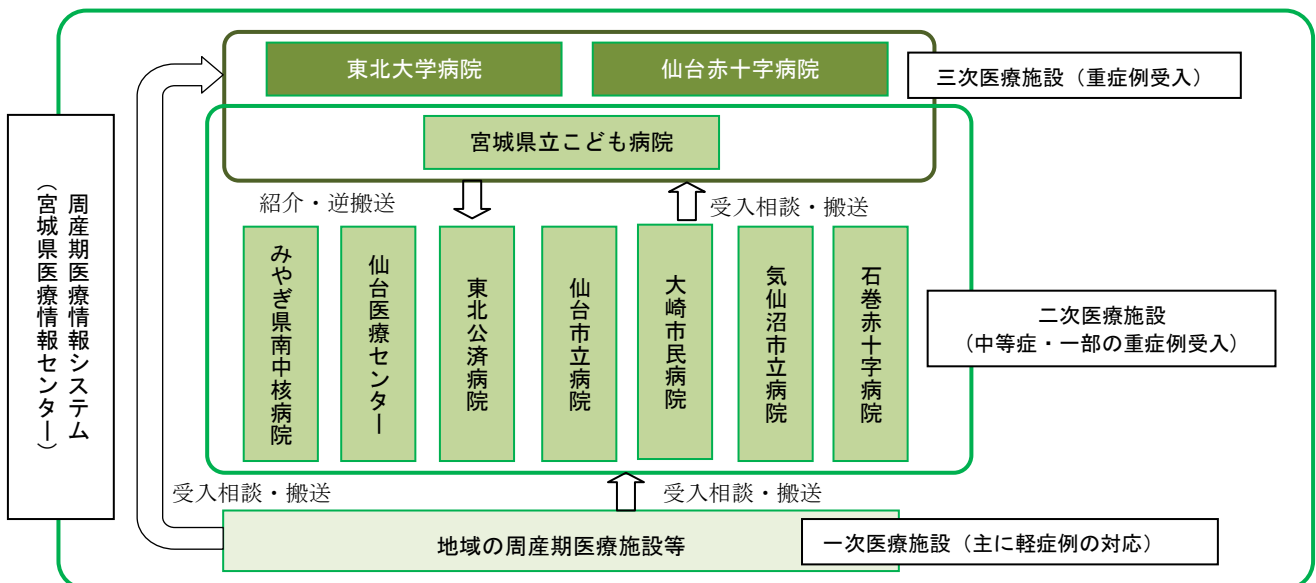 東北大学病院
仙台赤十字病院
三次医療施設（重症例受入）
宮城県立こども病院
周産期医療情報システム
（宮城県医療情報センター）
紹介・逆搬送
受入相談・搬送
みやぎ県南中核病院
仙台医療センター
東北公済病院
仙台市立病院
大崎市民病院
気仙沼市立病院
石巻赤十字病院
二次医療施設
（中等症・一部の重症例受入）
受入相談・搬送
受入相談・搬送
地域の周産期医療施設等
一次医療施設（主に軽症例の対応）